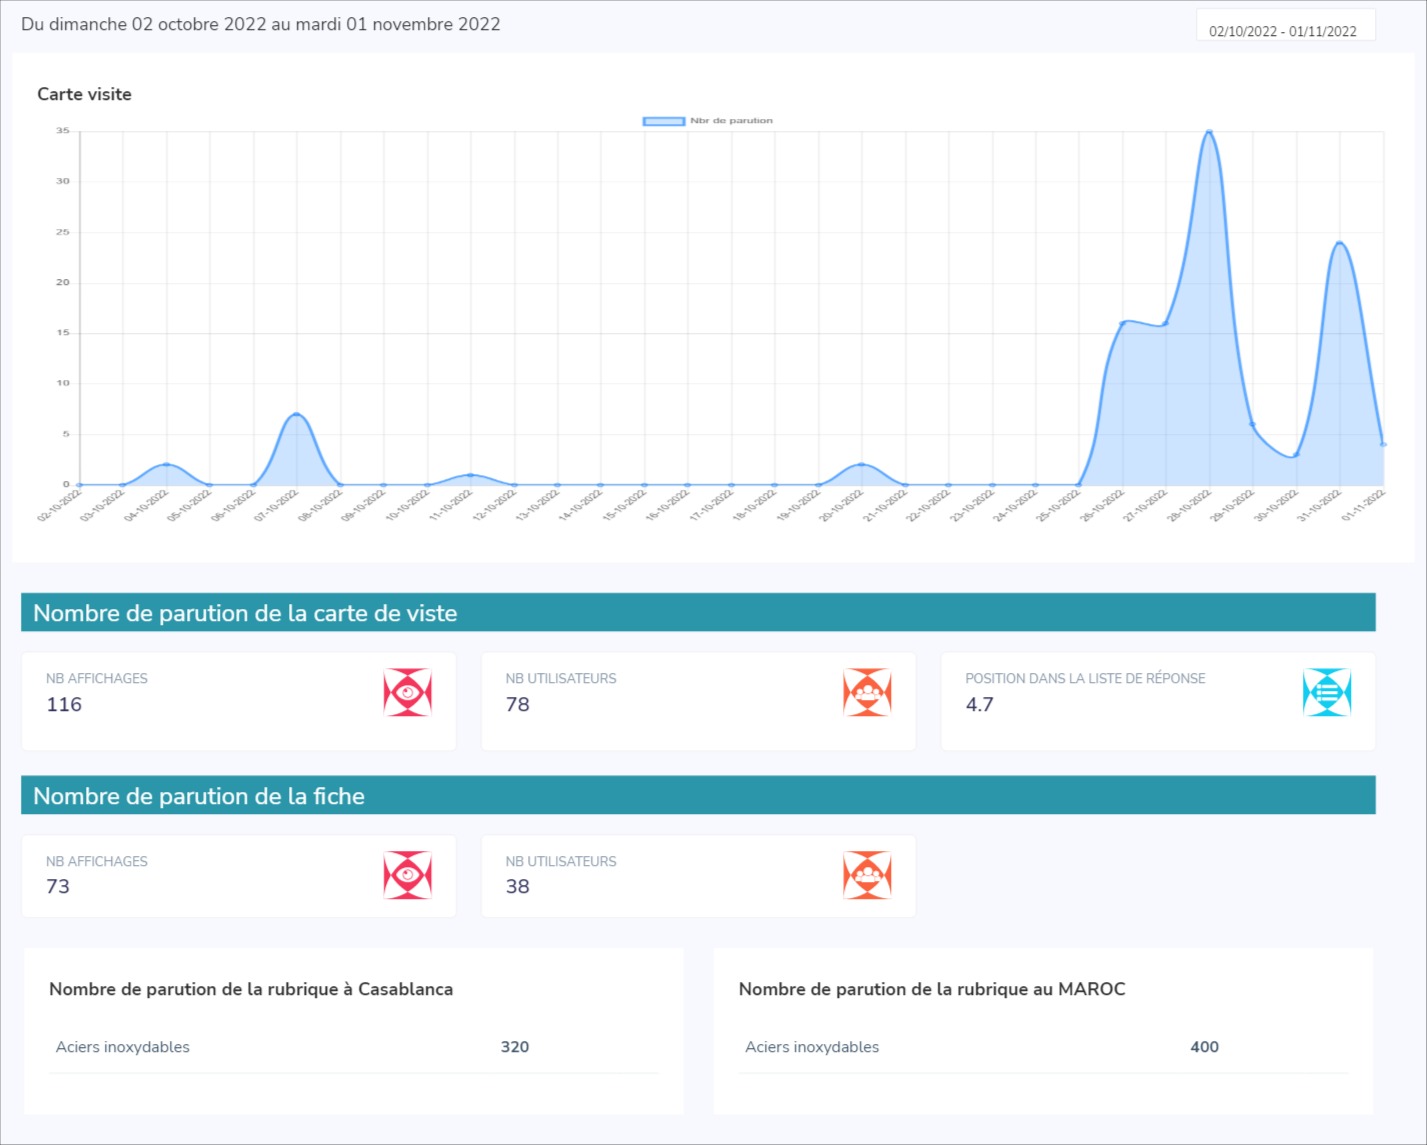 Du dimanche 02 octobre 2022 au mardi 01 novembre 2022
02/10/2022 - 01/11/2022
Carte visite
Nbr de parution
35
30
25
20
15
10
5
0
02-10-2022
03-10-2022
04-10-2022
05-10-2022
06-10-2022
07-10-2022
08-10-2022
09-10-2022
10-10-2022
11-10-2022
12-10-2022
13-10-2022
14-10-2022
15-10-2022
16-10-2022
17-10-2022
18-10-2022
19-10-2022
20-10-2022
21-10-2022
22-10-2022
23-10-2022
24-10-2022
25-10-2022
26-10-2022
27-10-2022
28-10-2022
29-10-2022
30-10-2022
31-10-2022
01-11-2022
Nombre de parution de la carte de viste
NB AFFICHAGES
116
NB UTILISATEURS
78
POSITION DANS LA LISTE DE RÉPONSE
4.7
Nombre de parution de la fiche
NB AFFICHAGES
73
NB UTILISATEURS
38
Nombre de parution de la rubrique à Casablanca
Aciers inoxydables 320
Nombre de parution de la rubrique au MAROC
Aciers inoxydables 400